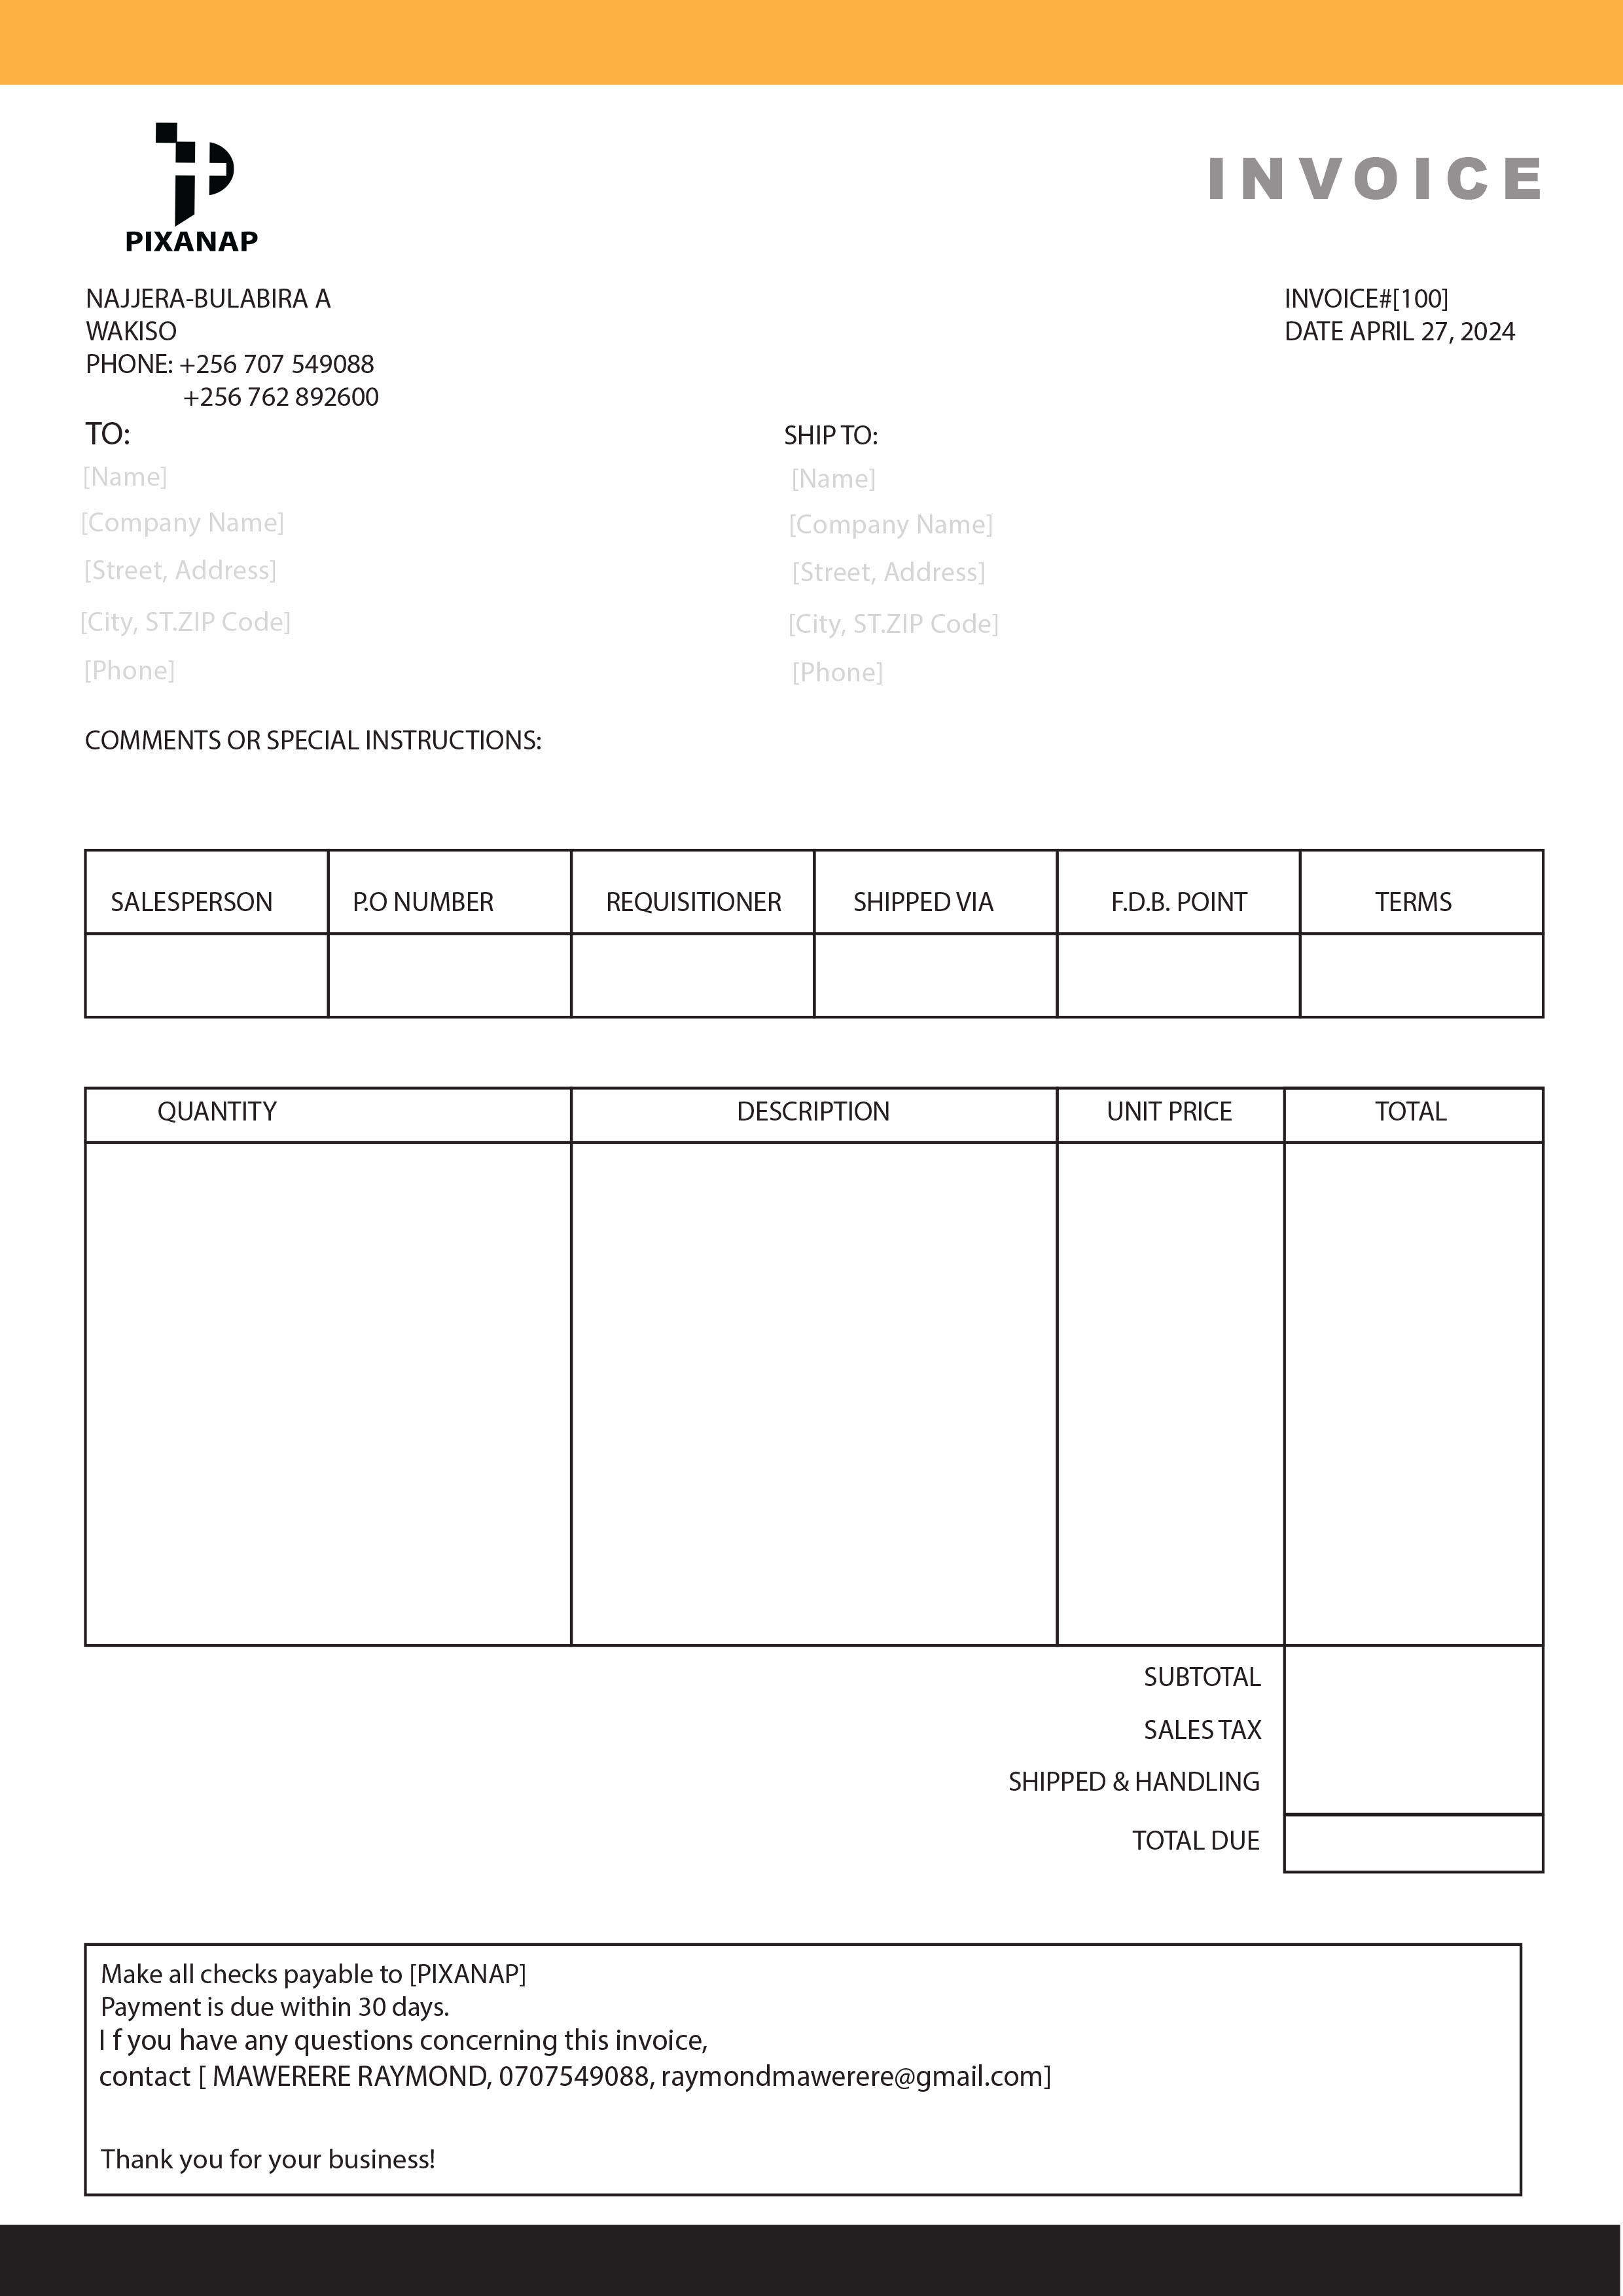 PIXANAP
INVOICE
NAJJERA-BULABIRA A
WAKISO
PHONE: +256 707 549088
+256 762 892600
INVOICE#[100]
DATE APRIL 27, 2024
TO:
[Name]
[Company Name]
[Street, Address]
[City, ST.ZIP Code]
[Phone]
SHIP TO:
[Name]
[Company Name]
[Street, Address]
[City, ST.ZIP Code]
[Phone]
COMMENTS OR SPECIAL INSTRUCTIONS:
SALESPERSON P.O NUMBER REQUISITIONER SHIPPED VIA F.D.B. POINT TERMS
QUANTITY DESCRIPTION UNIT PRICE TOTAL
SUBTOTAL
SALES TAX
SHIPPED & HANDLING
TOTAL DUE
Make all checks payable to [PIXANAP]
Payment is due within 30 days.
I f you have any questions concerning this invoice,
contact [ MAWERERE RAYMOND, 0707549088, raymondmawerere@gmail.com]
Thank you for your business!